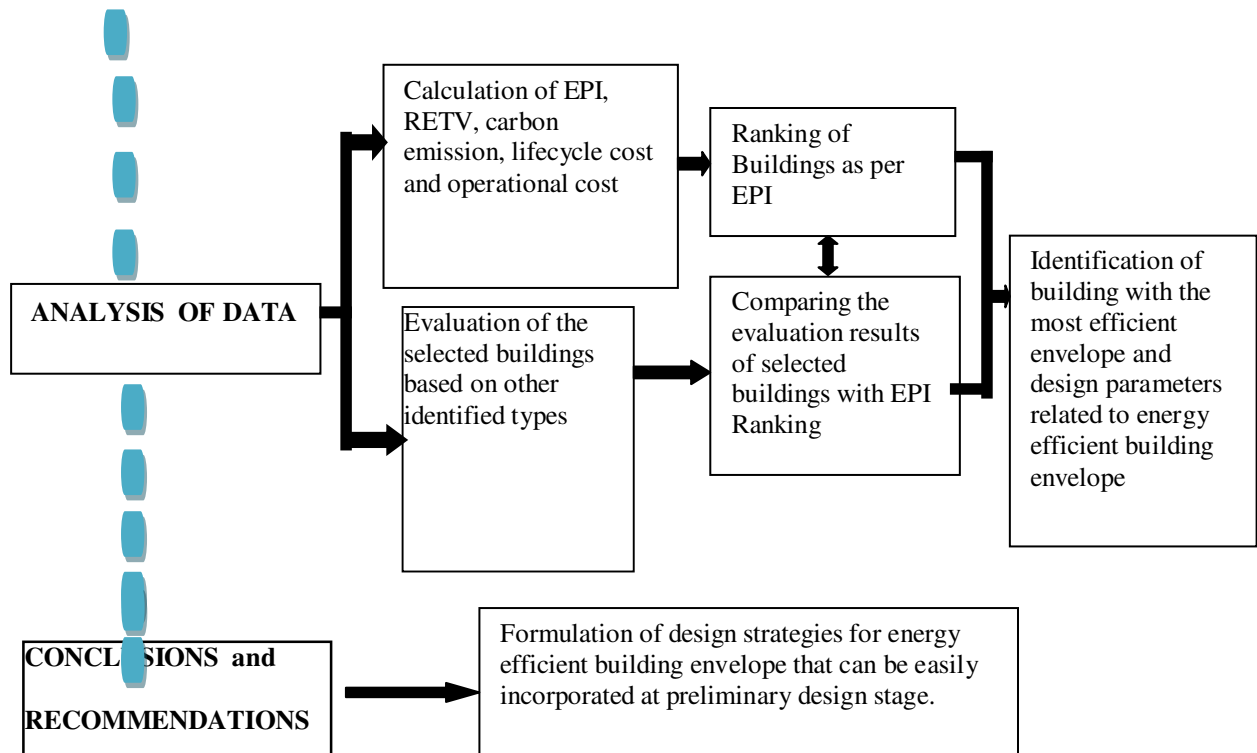 Calculation of EPI,
RETV, carbon
emission, lifecycle cost
and operational cost
Ranking of
Buildings as per
EPI
ANALYSIS OF DATA
Evaluation of the
selected buildings
based on other
identified types
Comparing the
evaluation results
of selected
buildings with EPI
Ranking
Identification of
building with the
most efficient
envelope and
design parameters
related to energy
efficient building
envelope
CONCLUSIONS and
RECOMMENDATIONS
Formulation of design strategies for energy
efficient building envelope that can be easily
incorporated at preliminary design stage.